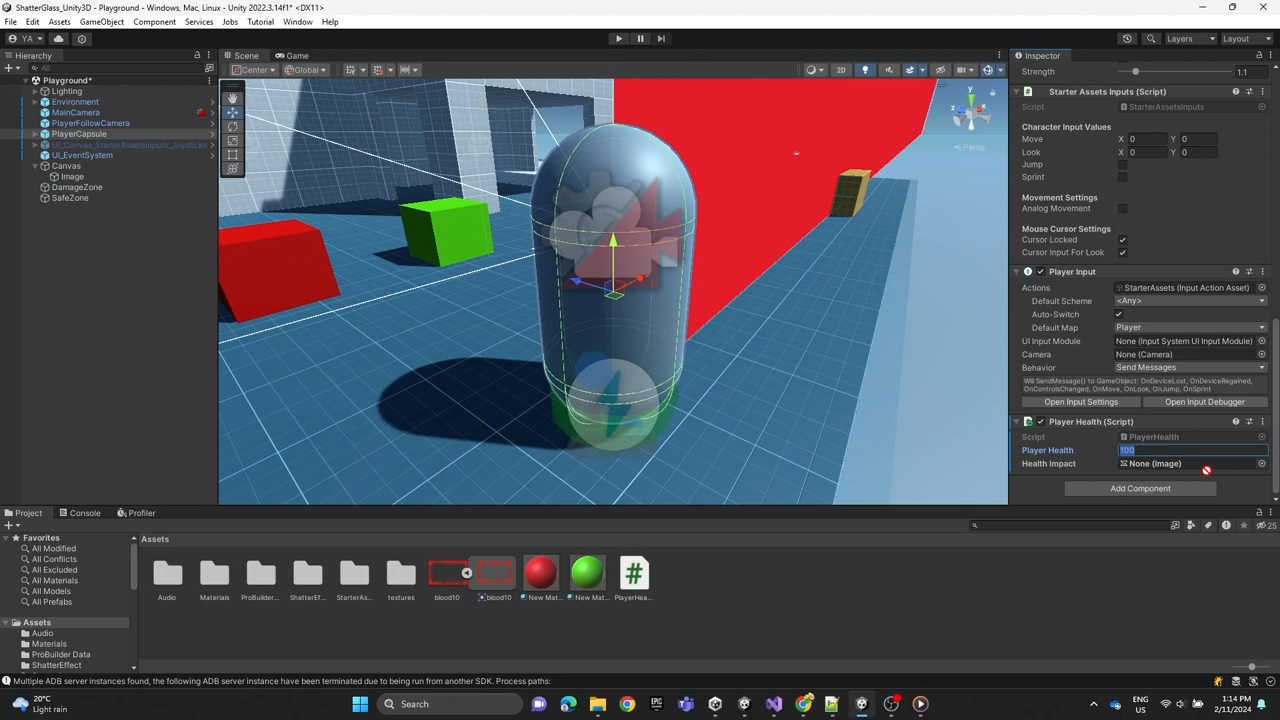 ShatterGlass_Unity3D - Playground - Windows, Mac, Linux - Unity 2022.3.14f1* <DX11>
File Edit Assets GameObject Component Services Jobs Tutorial Window Help
YA Layers Layout
Hierarchy
All
Playground*
Lighting
Environment
MainCamera
PlayerFollowCamera
PlayerCapsule
UI_Canvas_StarterAssetsInputs_Joysticks
UI_EventSystem
Canvas
Image
DamageZone
SafeZone
Scene Game
Center Global 2D
y
z
Persp
Inspector
Strength 1.1
Starter Assets Inputs (Script)
Script StarterAssetsInputs
Character Input Values
Move X 0 Y 0
Look X 0 Y 0
Jump
Sprint
Movement Settings
Analog Movement
Mouse Cursor Settings
Cursor Locked
Cursor Input For Look
Player Input
Actions StarterAssets (Input Action Asset)
Default Scheme <Any>
Auto-Switch
Default Map Player
UI Input Module None (Input System UI Input Module)
Camera None (Camera)
Behavior Send Messages
Will SendMessage() to GameObject: OnDeviceLost, OnDeviceRegained,
OnControlsChanged, OnMove, OnLook, OnJump, OnSprint
Open Input Settings Open Input Debugger
Player Health (Script)
Script PlayerHealth
Player Health 100
Health Impact None (Image)
Add Component
Project Console Profiler
25
Favorites
All Modified
All Conflicts
All Excluded
All Materials
All Models
All Prefabs
Assets
Audio
Materials
ProBuilder Data
ShatterEffect
Assets
Audio Materials ProBuilder... ShatterEf... StarterAs... textures blood10 blood10 New Mat... New Mat... PlayerHea...
Multiple ADB server instances found, the following ADB server instance have been terminated due to being run from another SDK. Process paths:
20°C
Light rain
Search
ENG
US
1:14 PM
2/11/2024